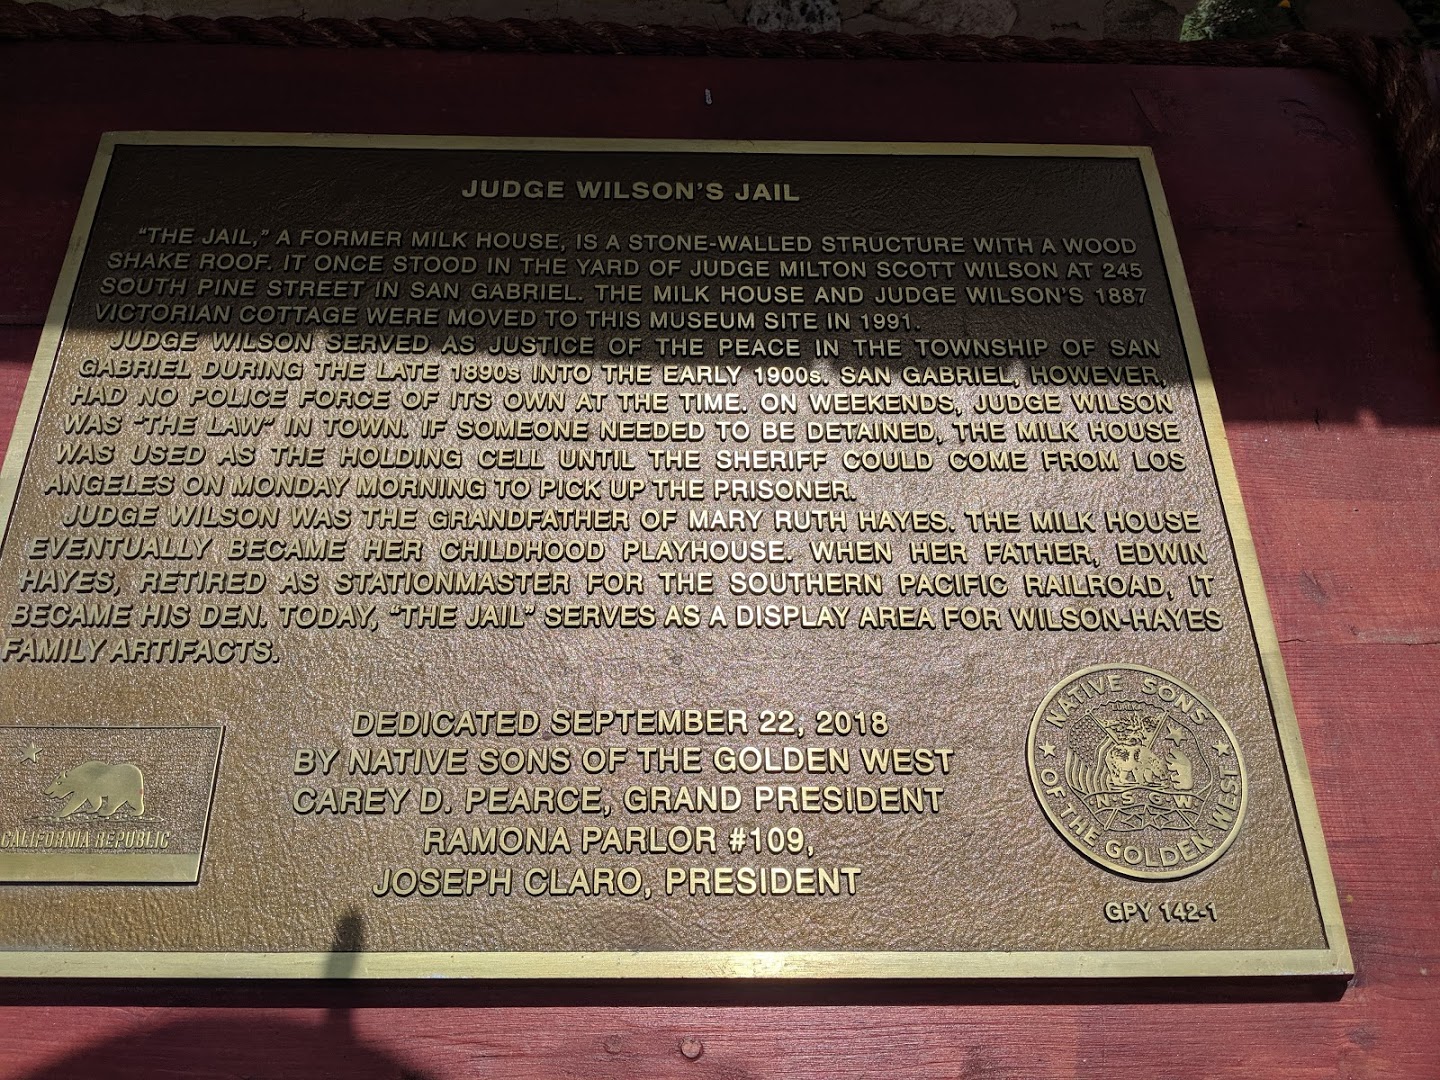 JUDGE WILSON'S JAIL
"THE JAIL," A FORMER MILK HOUSE, IS A STONE-WALLED STRUCTURE WITH A WOOD
SHAKE ROOF. IT ONCE STOOD IN THE YARD OF JUDGE MILTON SCOTT WILSON AT 245
SOUTH PINE STREET IN SAN GABRIEL. THE MILK HOUSE AND JUDGE WILSON'S 1887
VICTORIAN COTTAGE WERE MOVED TO THIS MUSEUM SITE IN 1991.
JUDGE WILSON SERVED AS JUSTICE OF THE PEACE IN THE TOWNSHIP OF SAN
GABRIEL DURING THE LATE 1890s INTO THE EARLY 1900s. SAN GABRIEL, HOWEVER,
HAD NO POLICE FORCE OF ITS OWN AT THE TIME. ON WEEKENDS, JUDGE WILSON
WAS "THE LAW" IN TOWN. IF SOMEONE NEEDED TO BE DETAINED, THE MILK HOUSE
WAS USED AS THE HOLDING CELL UNTIL THE SHERIFF COULD COME FROM LOS
ANGELES ON MONDAY MORNING TO PICK UP THE PRISONER.
JUDGE WILSON WAS THE GRANDFATHER OF MARY RUTH HAYES. THE MILK HOUSE
EVENTUALLY BECAME HER CHILDHOOD PLAYHOUSE. WHEN HER FATHER, EDWIN
HAYES, RETIRED AS STATIONMASTER FOR THE SOUTHERN PACIFIC RAILROAD, IT
BECAME HIS DEN. TODAY, "THE JAIL" SERVES AS A DISPLAY AREA FOR WILSON-HAYES
FAMILY ARTIFACTS.
DEDICATED SEPTEMBER 22, 2018
BY NATIVE SONS OF THE GOLDEN WEST
CAREY D. PEARCE, GRAND PRESIDENT
RAMONA PARLOR #109,
JOSEPH CLARO, PRESIDENT
CALIFORNIA REPUBLIC
NATIVE SONS
OF THE GOLDEN WEST
EUREKA
N·S·G·W
GPY 142-1